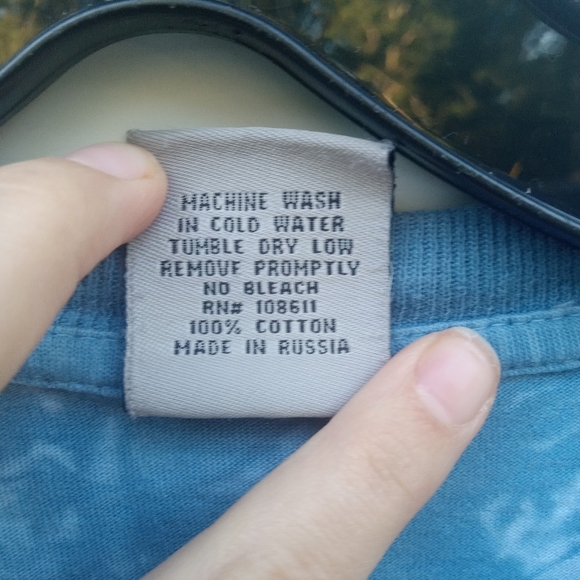 MACHINE WASH
IN COLD WATER
TUMBLE DRY LOW
REMOVE PROMPTLY
NO BLEACH
RN# 108611
100% COTTON
MADE IN RUSSIA